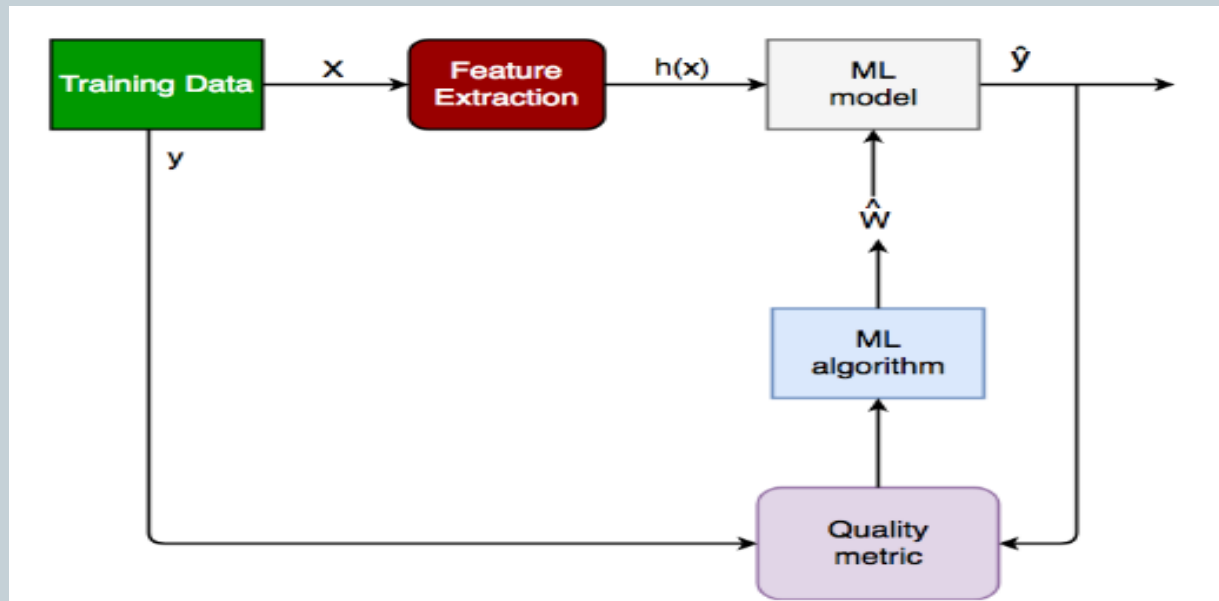 Training Data
x
Feature
Extraction
h(x)
ML
model
ŷ
y
ŵ
ML
algorithm
Quality
metric